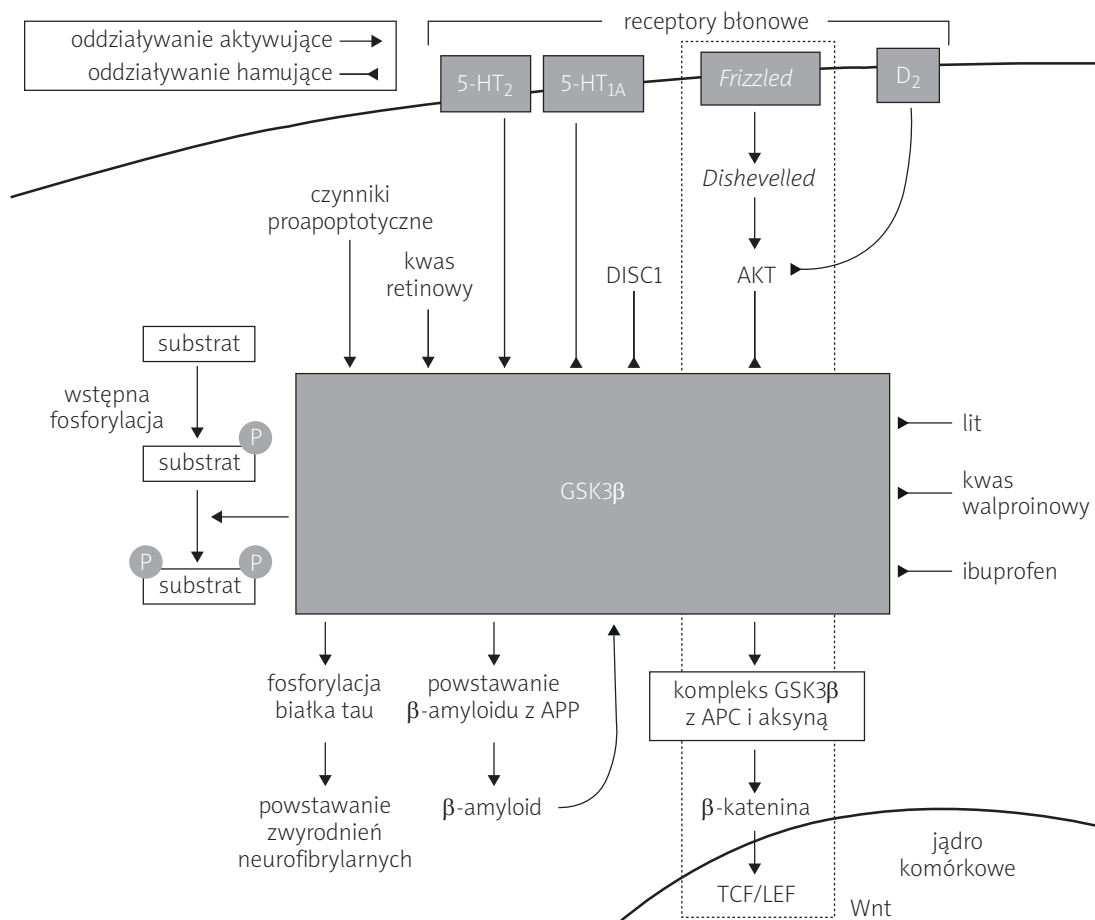 receptory błonowe
oddziaływanie aktywujące
oddziaływanie hamujące
5-HT2
5-HT1A
Frizzled
D2
Dishevelled
czynniki
proapoptotyczne
kwas
retinowy
DISC1
AKT
substrat
wstępna
fosforylacja
P
substrat
P
P
substrat
GSK3β
lit
kwas
walproinowy
ibuprofen
fosforylacja
białka tau
powstawanie
β-amyloidu z APP
kompleks GSK3β
z APC i aksyną
powstawanie
zwyrodnień
neurofibrylarnych
β-amyloid
β-katenina
jądro
komórkowe
TCF/LEF
Wnt